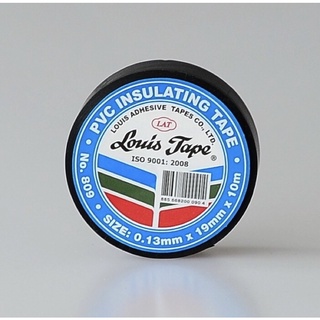 PVC INSULATING TAPE
LOUIS ADHESIVE TAPES CO., LTD.
LAT
Louis Tape ®
ISO 9001: 2008
No. 809
SIZE: 0.13mm x 19mm x 10m